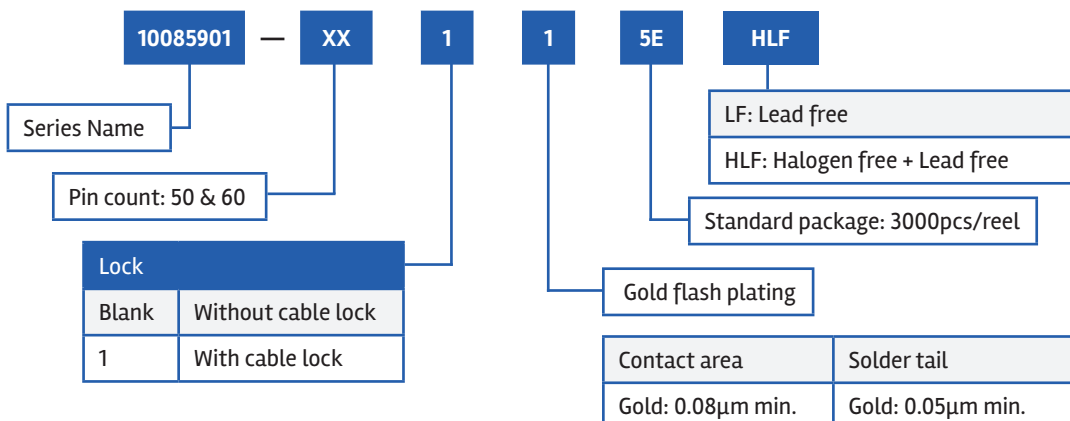 10085901 — XX 1 1 5E HLF
Series Name
LF: Lead free
HLF: Halogen free + Lead free
Pin count: 50 & 60
Standard package: 3000pcs/reel
Lock
Blank Without cable lock
1 With cable lock
Gold flash plating
Contact area Solder tail
Gold: 0.08µm min. Gold: 0.05µm min.